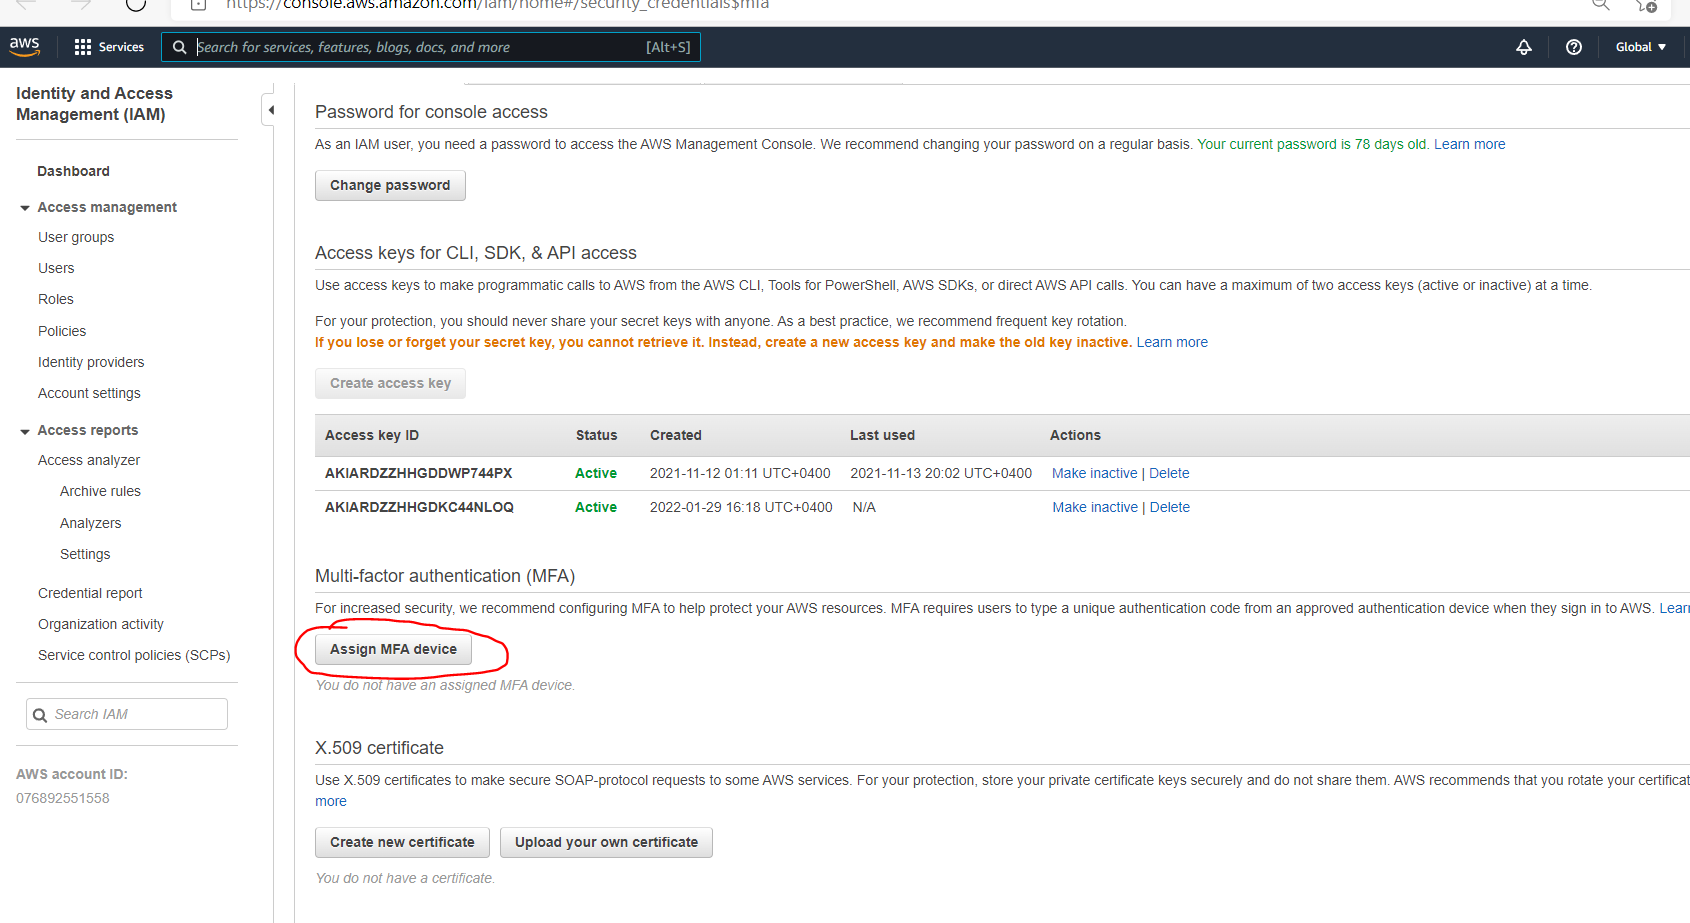 https://console.aws.amazon.com/iam/home#/security_credentials$mfa
aws
Services
Search for services, features, blogs, docs, and more
[Alt+S]
Global
Identity and Access
Management (IAM)
Dashboard
Access management
User groups
Users
Roles
Policies
Identity providers
Account settings
Access reports
Access analyzer
Archive rules
Analyzers
Settings
Credential report
Organization activity
Service control policies (SCPs)
Search IAM
AWS account ID:
076892551558
Password for console access
As an IAM user, you need a password to access the AWS Management Console. We recommend changing your password on a regular basis. Your current password is 78 days old. Learn more
Change password
Access keys for CLI, SDK, & API access
Use access keys to make programmatic calls to AWS from the AWS CLI, Tools for PowerShell, AWS SDKs, or direct AWS API calls. You can have a maximum of two access keys (active or inactive) at a time.
For your protection, you should never share your secret keys with anyone. As a best practice, we recommend frequent key rotation.
If you lose or forget your secret key, you cannot retrieve it. Instead, create a new access key and make the old key inactive. Learn more
Create access key
Access key ID Status Created Last used Actions
AKIARDZZHHGDDWP744PX Active 2021-11-12 01:11 UTC+0400 2021-11-13 20:02 UTC+0400 Make inactive | Delete
AKIARDZZHHGDKC44NLOQ Active 2022-01-29 16:18 UTC+0400 N/A Make inactive | Delete
Multi-factor authentication (MFA)
For increased security, we recommend configuring MFA to help protect your AWS resources. MFA requires users to type a unique authentication code from an approved authentication device when they sign in to AWS. Learn
Assign MFA device
You do not have an assigned MFA device.
X.509 certificate
Use X.509 certificates to make secure SOAP-protocol requests to some AWS services. For your protection, store your private certificate keys securely and do not share them. AWS recommends that you rotate your certificat
more
Create new certificate
Upload your own certificate
You do not have a certificate.